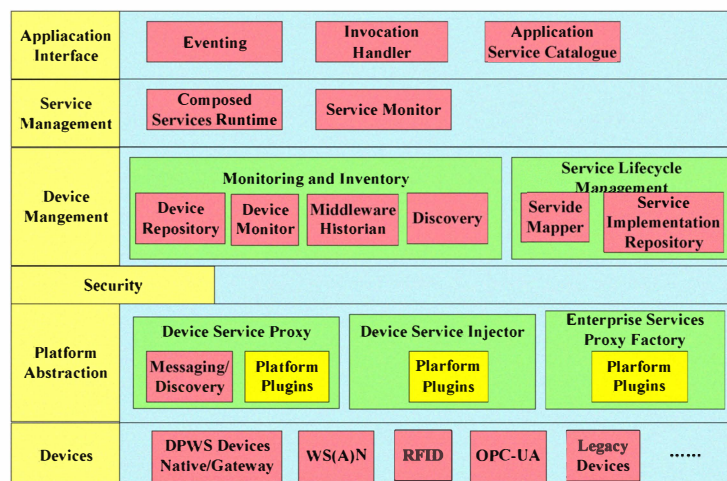 Appliacation
Interface
Eventing
Invocation
Handler
Application
Service Catalogue
Service
Management
Composed
Services Runtime
Service Monitor
Device
Mangement
Monitoring and Inventory
Device
Repository
Device
Monitor
Middleware
Historian
Discovery
Service Lifecycle
Management
Servide
Mapper
Service
Implementation
Repository
Security
Platform
Abstraction
Device Service Proxy
Messaging/
Discovery
Platform
Plugins
Device Service Injector
Plarform
Plugins
Enterprise Services
Proxy Factory
Plarform
Plugins
Devices
DPWS Devices
Native/Gateway
WS(A)N
RFID
OPC-UA
Legacy
Devices
……